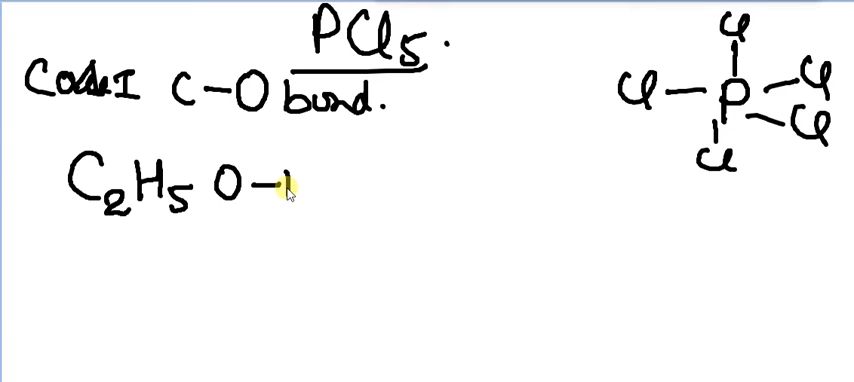 PCl5.
Case I C-O bond.
C2H5 O-
Cl
Cl-P-Cl
Cl
Cl